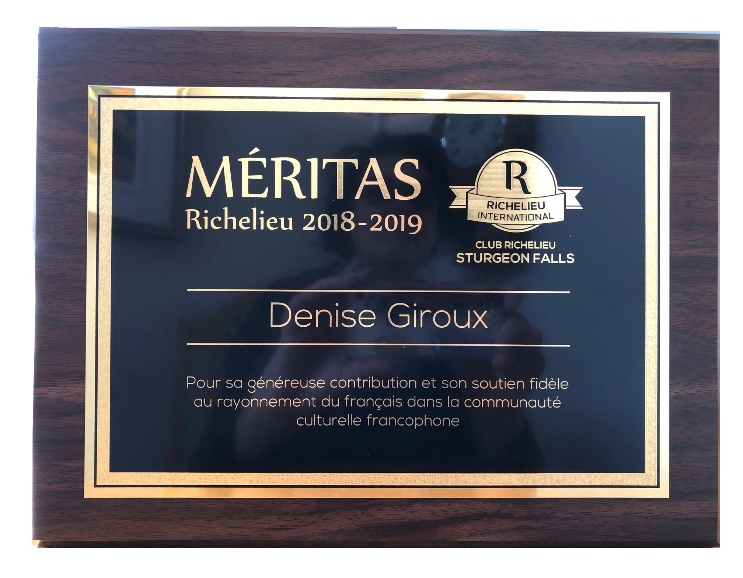 MÉRITAS
Richelieu 2018-2019
R
RICHELIEU
INTERNATIONAL
CLUB RICHELIEU
STURGEON FALLS
Denise Giroux
Pour sa généreuse contribution et son soutien fidèle
au rayonnement du français dans la communauté
culturelle francophone